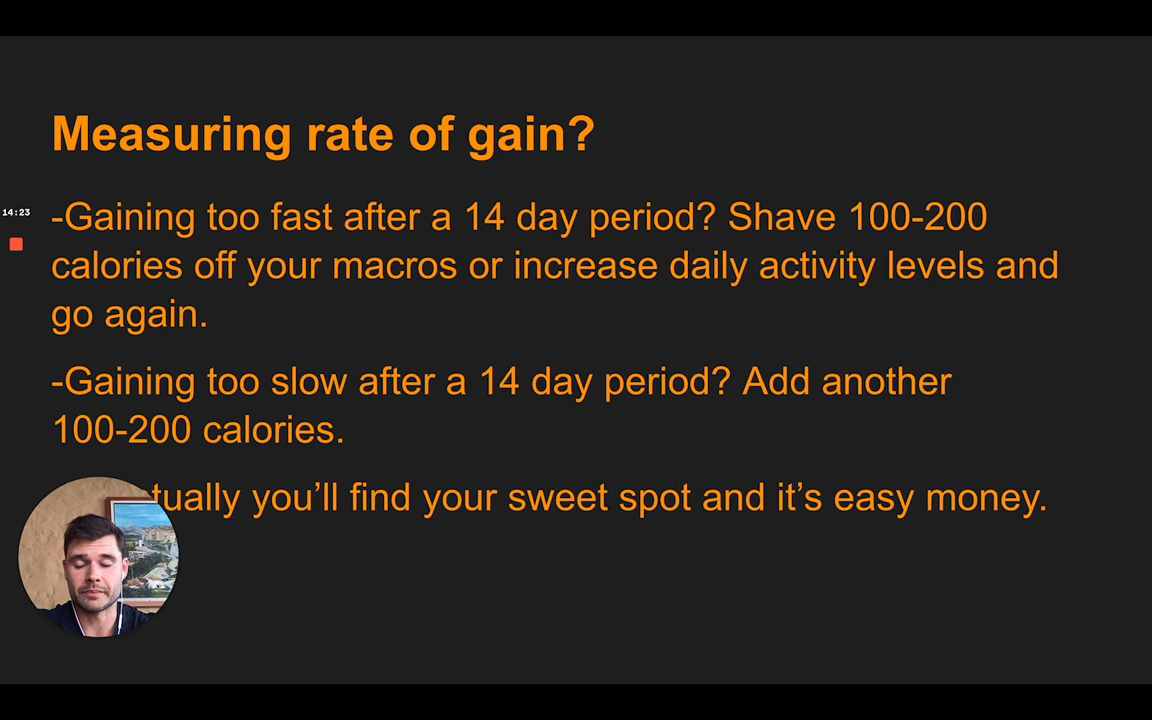 Measuring rate of gain?
14:23
-Gaining too fast after a 14 day period? Shave 100-200
calories off your macros or increase daily activity levels and
go again.
-Gaining too slow after a 14 day period? Add another
100-200 calories.
you’ll find your sweet spot and it’s easy money.